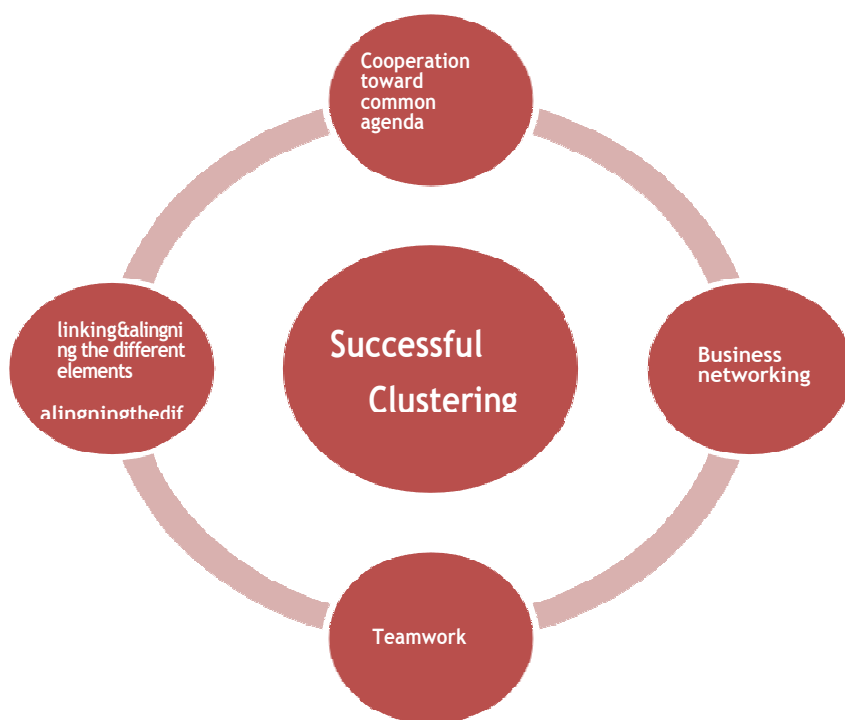 Cooperation
toward
common
agenda
linking&alingni
ng the different
elements
alingningthedif
Successful
Clustering
Business
networking
Teamwork